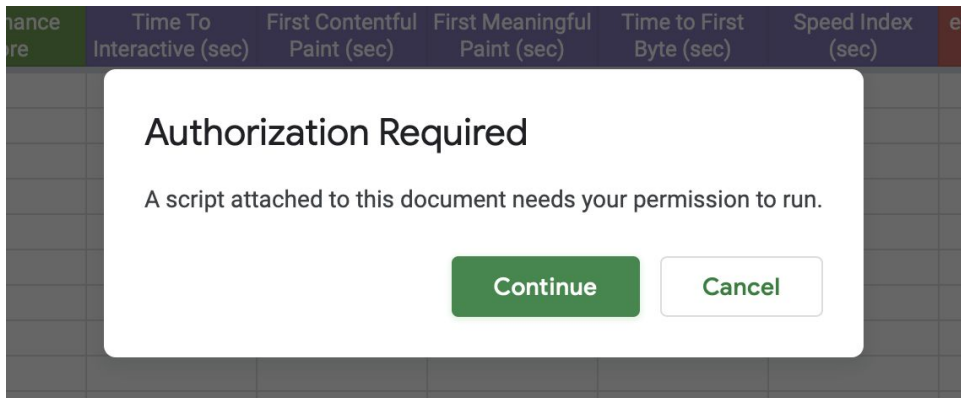 Time To First Contentful First Meaningful Time to First Speed Index
Interactive (sec) Paint (sec) Paint (sec) Byte (sec) (sec)
Authorization Required
A script attached to this document needs your permission to run.
Continue Cancel